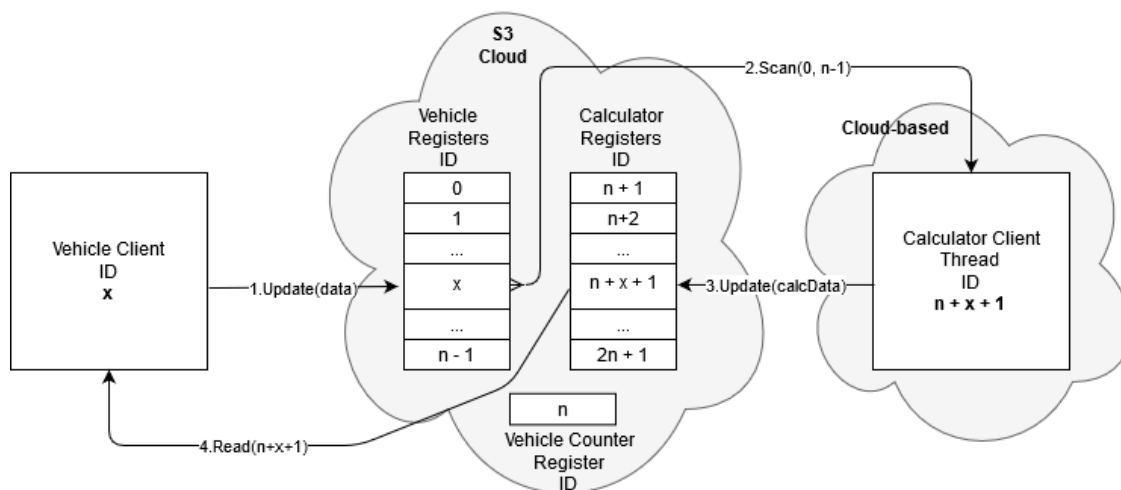 S3
Cloud
2.Scan(0, n-1)
Vehicle
Registers
ID
Calculator
Registers
ID
Cloud-based
0
1
...
x
...
n - 1
n + 1
n+2
...
n + x + 1
...
2n + 1
Vehicle Client
ID
x
1.Update(data)
3.Update(calcData)
Calculator Client
Thread
ID
n + x + 1
4.Read(n+x+1)
n
Vehicle Counter
Register
ID